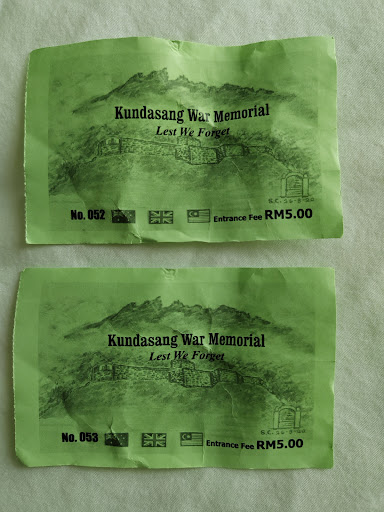 Kundasang War Memorial
Lest We Forget
No. 052 Entrance Fee RM5.00
Kundasang War Memorial
Lest We Forget
No. 053 Entrance Fee RM5.00